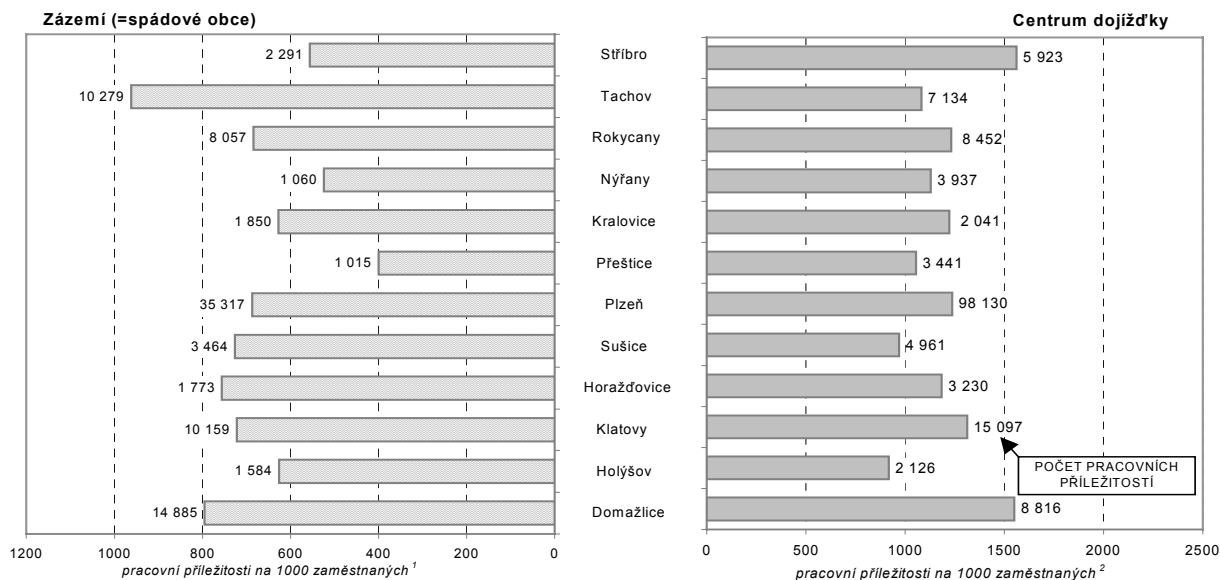 Zázemí (=spádové obce)
Centrum dojížďky
2 291
Stříbro
5 923
10 279
Tachov
7 134
8 057
Rokycany
8 452
1 060
Nýřany
3 937
1 850
Kralovice
2 041
1 015
Přeštice
3 441
35 317
Plzeň
98 130
3 464
Sušice
4 961
1 773
Horažďovice
3 230
10 159
Klatovy
15 097
POČET PRACOVNÍCH
PŘÍLEŽITOSTÍ
1 584
Holýšov
2 126
14 885
Domažlice
8 816
1200 1000 800 600 400 200 0
0 500 1000 1500 2000 2500
pracovní příležitosti na 1000 zaměstnaných 1
pracovní příležitosti na 1000 zaměstnaných 2